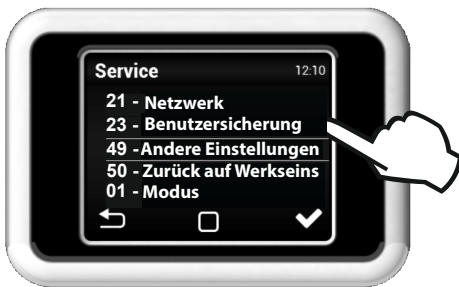 Service 12:10
21 - Netzwerk
23 - Benutzersicherung
49 - Andere Einstellungen
50 - Zurück auf Werkseins
01 - Modus